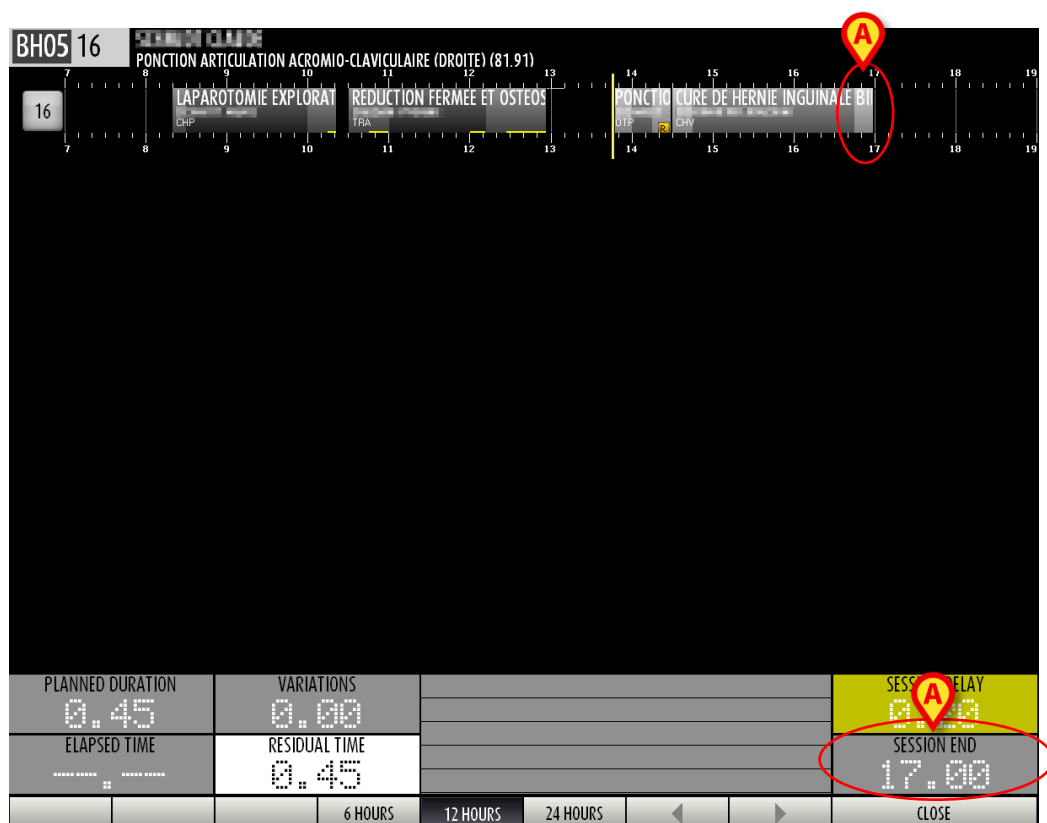 BH05 16
PONCTION ARTICULATION ACROMIO-CLAVICULAIRE (DROITE) (81.91)
A
7 8 9 10 11 12 13 14 15 16 17 18 19
16
LAPAROTOMIE EXPLORAT REDUCTION FERMEE ET OSTEOS PONCTIO CURE DE HERNIE INGUINALE BI
CHP TRA OTP R CHV
7 8 9 10 11 12 13 14 15 16 17 18 19
PLANNED DURATION VARIATIONS
0.45 0.00
A
ELAPSED TIME RESIDUAL TIME SESSION END
--.-- 0.45 17.00
6 HOURS 12 HOURS 24 HOURS CLOSE